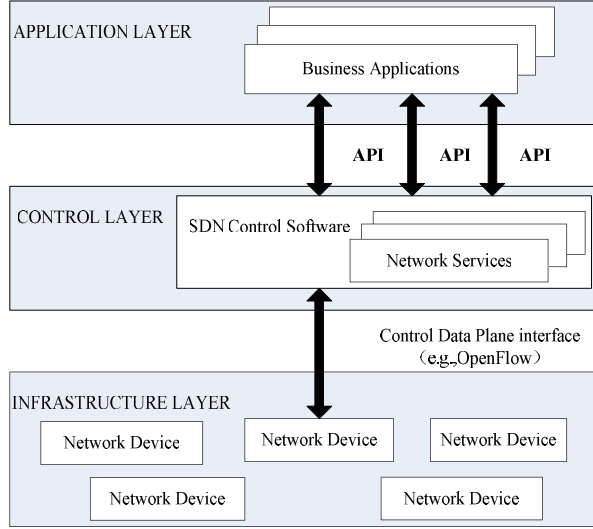 APPLICATION LAYER
Business Applications
API API API
CONTROL LAYER
SDN Control Software
Network Services
Control Data Plane interface
（e.g.,OpenFlow）
INFRASTRUCTURE LAYER
Network Device Network Device Network Device
Network Device Network Device